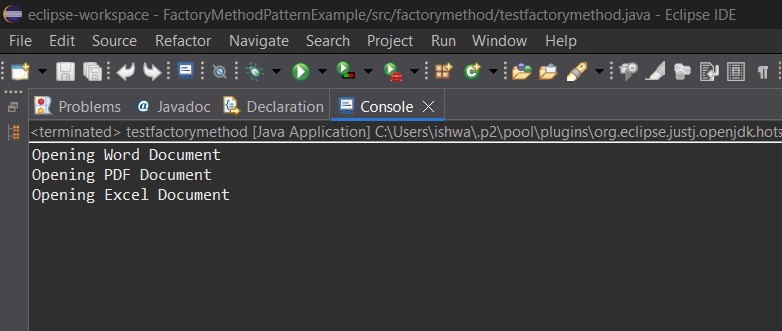 eclipse-workspace - FactoryMethodPatternExample/src/factorymethod/testfactorymethod.java - Eclipse IDE
File Edit Source Refactor Navigate Search Project Run Window Help
Problems @ Javadoc Declaration Console
<terminated> testfactorymethod [Java Application] C:\Users\ishwa\.p2\pool\plugins\org.eclipse.justj.openjdk.hots
Opening Word Document
Opening PDF Document
Opening Excel Document